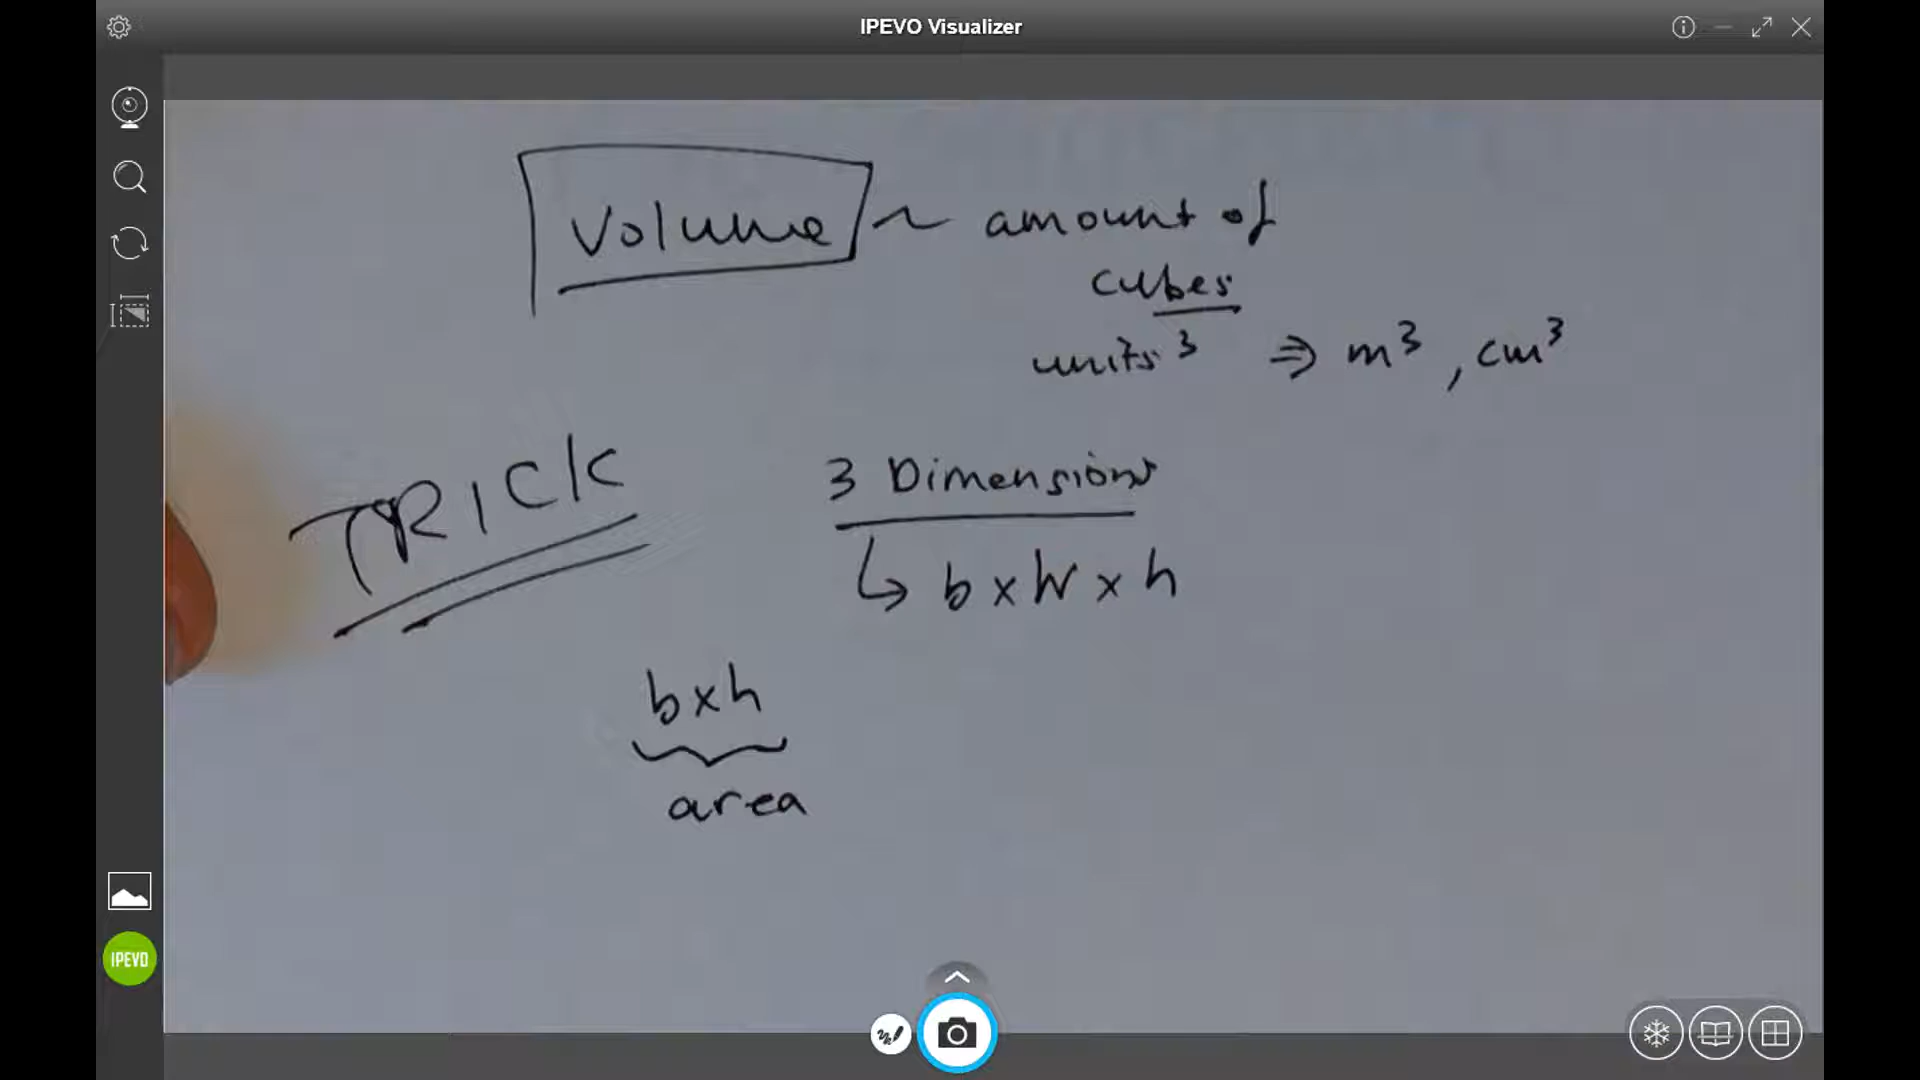 IPEVO Visualizer
Volume ~ amount of
cubes
units³ ⇒ m³, cm³
TRICK
3 Dimensions
↳ b x W x h
b x h
area
IPEVO